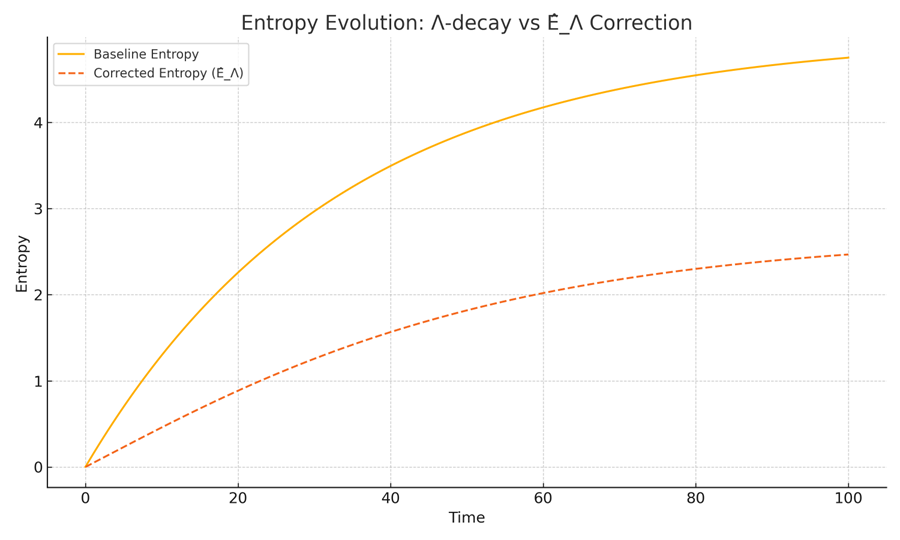 Entropy Evolution: Λ-decay vs Ė_Λ Correction
Baseline Entropy
Corrected Entropy (Ė_Λ)
Entropy
4
3
2
1
0
0 20 40 60 80 100
Time